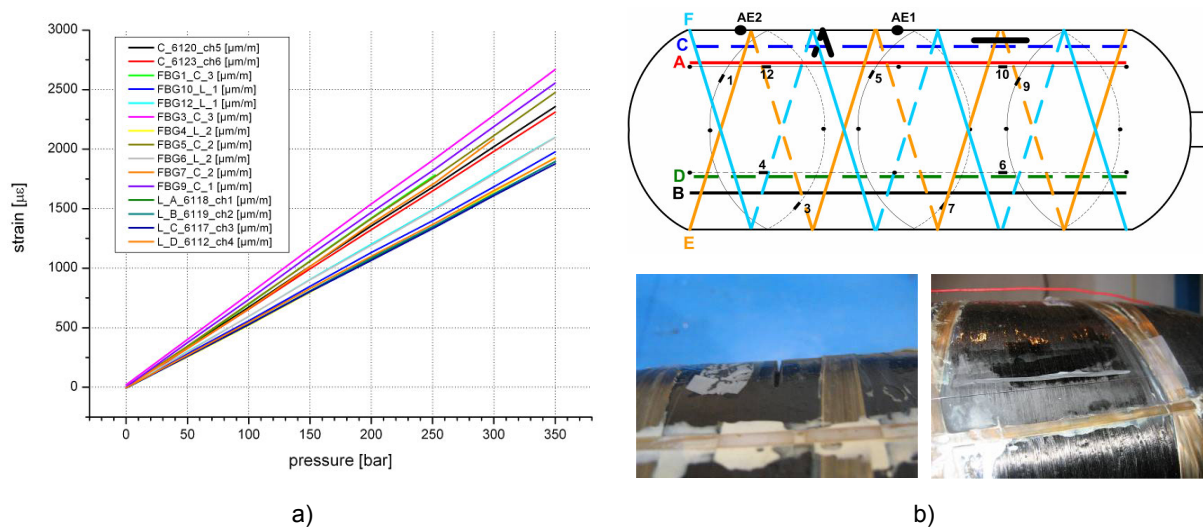 3000
2500
2000
1500
1000
500
0
strain [µε]
C_6120_ch5 [µm/m]
C_6123_ch6 [µm/m]
FBG1_C_3 [µm/m]
FBG10_L_1 [µm/m]
FBG12_L_1 [µm/m]
FBG3_C_3 [µm/m]
FBG4_L_2 [µm/m]
FBG5_C_2 [µm/m]
FBG6_L_2 [µm/m]
FBG7_C_2 [µm/m]
FBG9_C_1 [µm/m]
L_A_6118_ch1 [µm/m]
L_B_6119_ch2 [µm/m]
L_C_6117_ch3 [µm/m]
L_D_6112_ch4 [µm/m]
0 50 100 150 200 250 300 350
pressure [bar]
a)
F AE2 AE1
C
A
1 12 5 10 9
4 6
D
B
3 7
E
b)